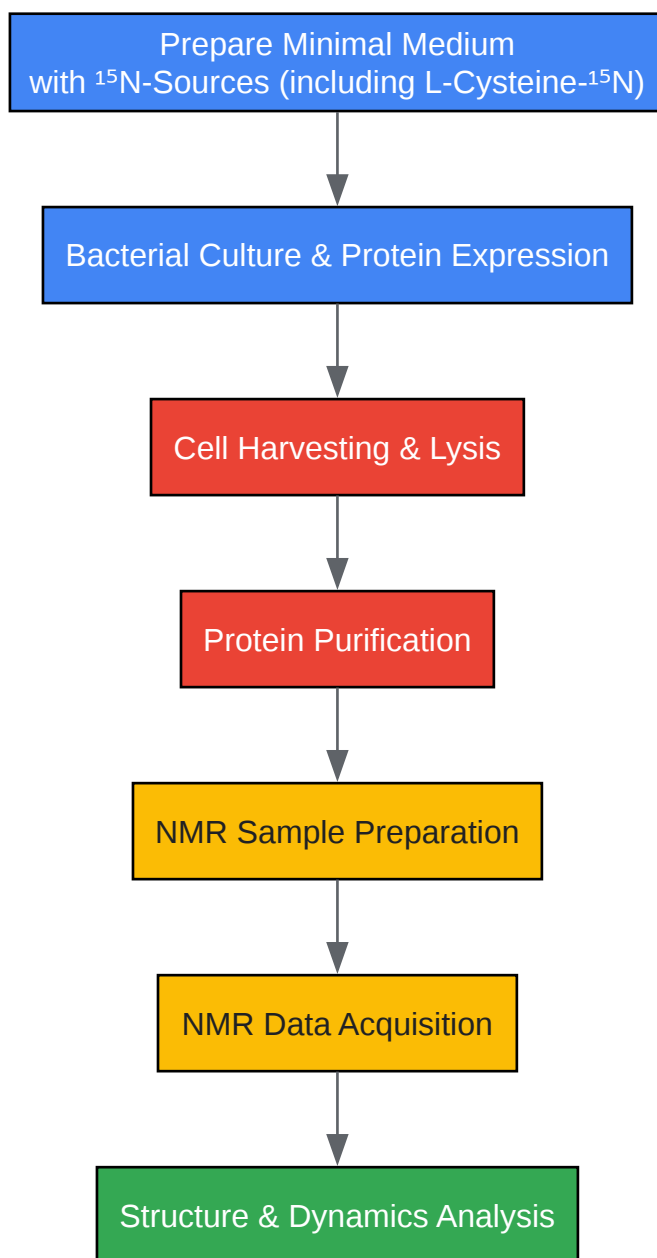 Prepare Minimal Medium
with ¹⁵N-Sources (including L-Cysteine-¹⁵N)
Bacterial Culture & Protein Expression
Cell Harvesting & Lysis
Protein Purification
NMR Sample Preparation
NMR Data Acquisition
Structure & Dynamics Analysis